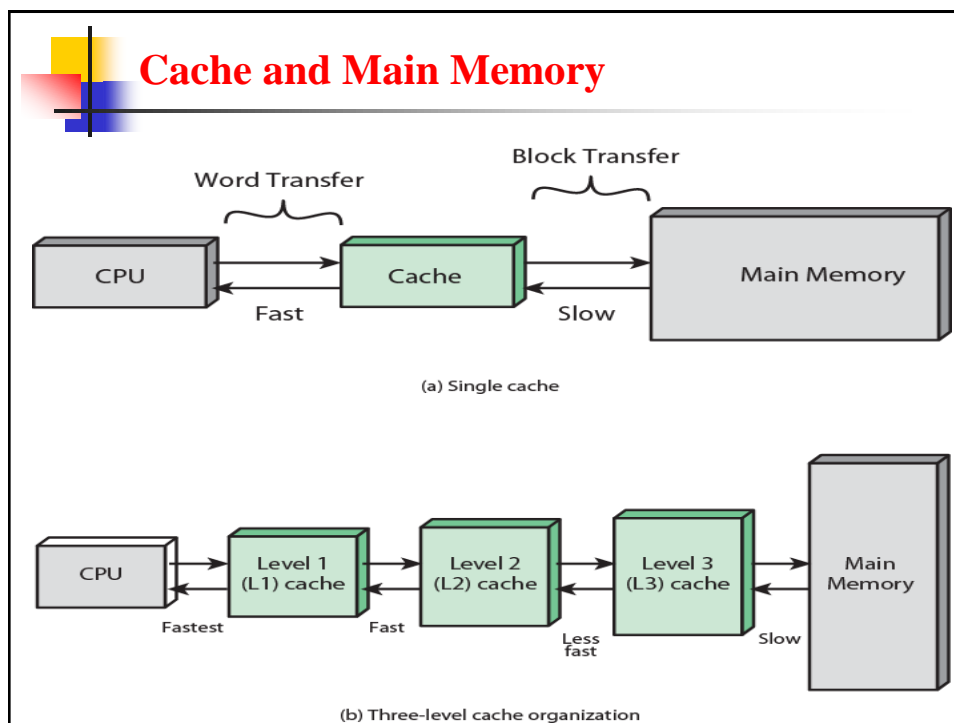 Cache and Main Memory
Block Transfer
Word Transfer
CPU
Cache
Main Memory
Fast
Slow
(a) Single cache
CPU
Level 1
(L1) cache
Level 2
(L2) cache
Level 3
(L3) cache
Main
Memory
Fastest
Fast
Less
fast
Slow
(b) Three-level cache organization